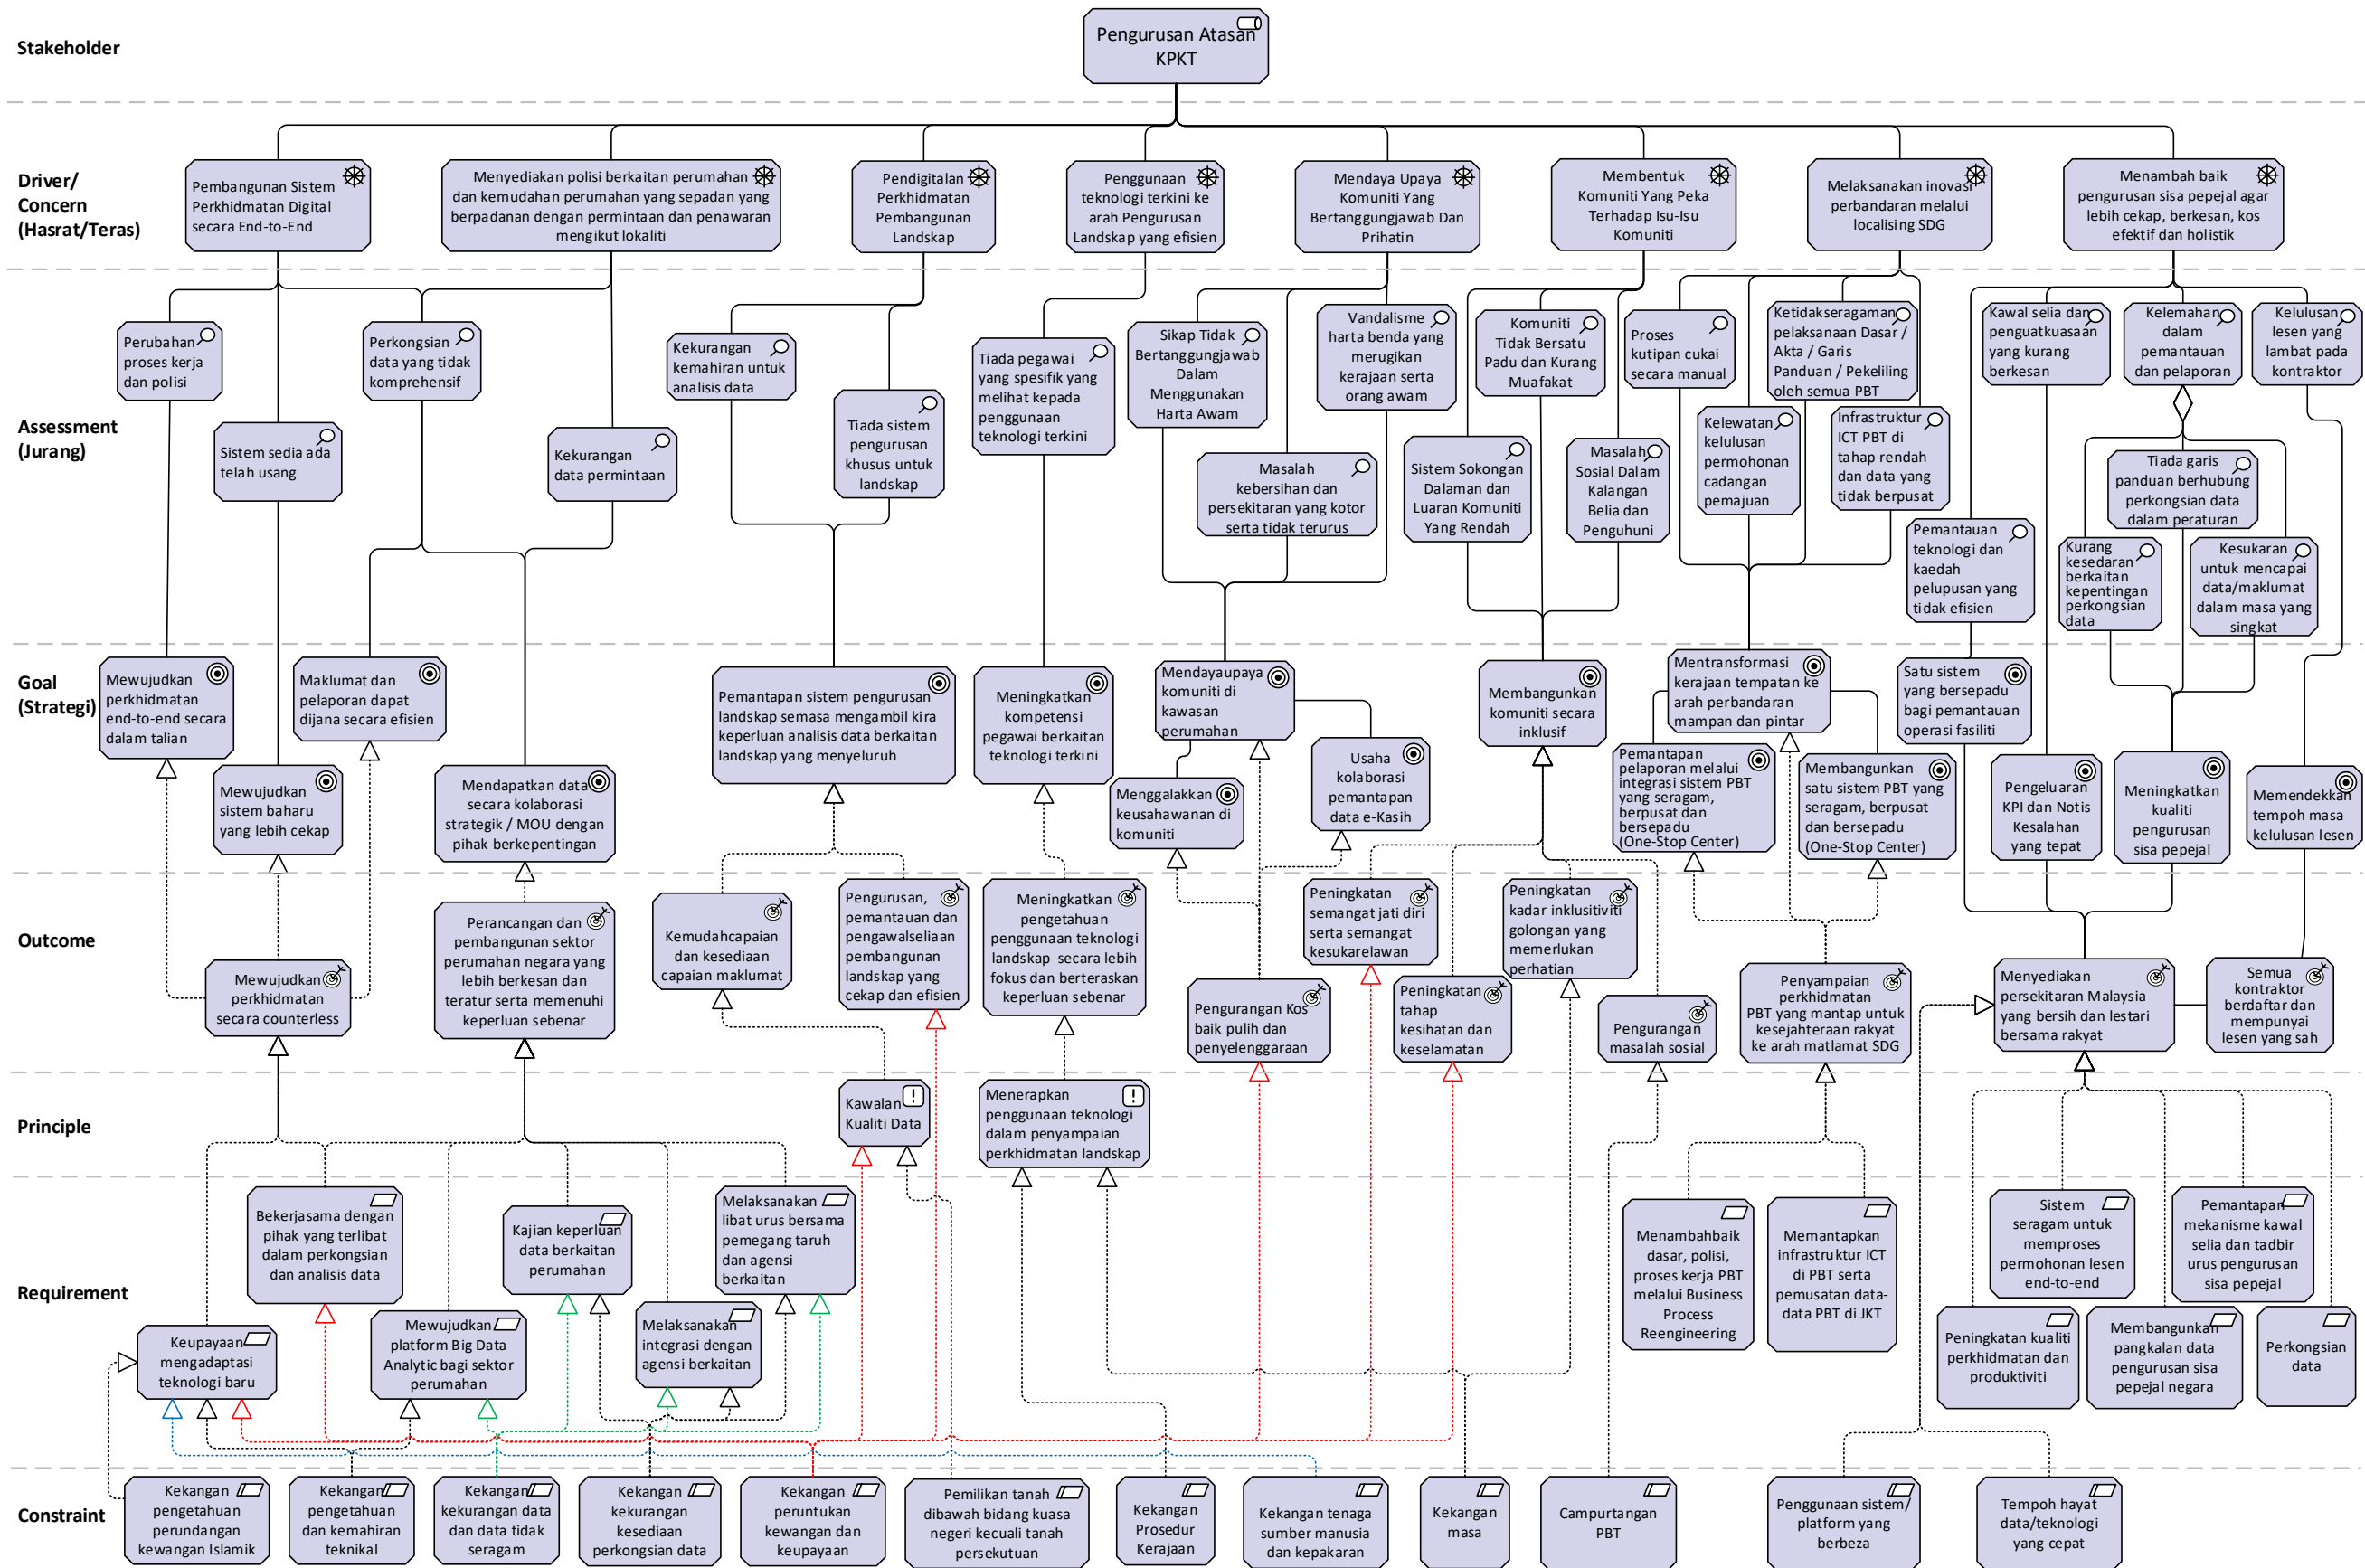 Stakeholder
Pengurusan Atasan
KPKT
Driver/
Concern
(Hasrat/Teras)
Pembangunan Sistem
Perkhidmatan Digital
secara End-to-End
Menyediakan polisi berkaitan perumahan
dan kemudahan perumahan yang sepadan yang
berpadanan dengan permintaan dan penawaran
mengikut lokaliti
Pendigitalan
Perkhidmatan
Pembangunan
Landskap
Penggunaan
teknologi terkini ke
arah Pengurusan
Landskap yang efisien
Mendaya Upaya
Komuniti Yang
Bertanggungjawab Dan
Prihatin
Membentuk
Komuniti Yang Peka
Terhadap Isu-Isu
Komuniti
Melaksanakan inovasi
perbandaran melalui
localising SDG
Menambah baik
pengurusan sisa pepejal agar
lebih cekap, berkesan, kos
efektif dan holistik
Assessment
(Jurang)
Perubahan
proses kerja
dan polisi
Sistem sedia ada
telah usang
Perkongsian
data yang tidak
komprehensif
Kekurangan
data permintaan
Kekurangan
kemahiran untuk
analisis data
Tiada sistem
pengurusan
khusus untuk
landskap
Tiada pegawai
yang spesifik yang
melihat kepada
penggunaan
teknologi terkini
Sikap Tidak
Bertanggungjawab
Dalam
Menggunakan
Harta Awam
Masalah
kebersihan dan
persekitaran yang kotor
serta tidak terurus
Vandalisme
harta benda yang
merugikan
kerajaan serta
orang awam
Sistem Sokongan
Dalaman dan
Luaran Komuniti
Yang Rendah
Komuniti
Tidak Bersatu
Padu dan Kurang
Muafakat
Masalah
Sosial Dalam
Kalangan
Belia dan
Penguhuni
Proses
kutipan cukai
secara manual
Kelewatan
kelulusan
permohonan
cadangan
pemajuan
Ketidakseragaman
pelaksanaan Dasar /
Akta / Garis
Panduan / Pekeliling
oleh semua PBT
Infrastruktur
ICT PBT di
tahap rendah
dan data yang
tidak berpusat
Pemantauan
teknologi dan
kaedah
pelupusan yang
tidak efisien
Kawal selia dan
penguatkuasaan
yang kurang
berkesan
Kelemahan
dalam
pemantauan
dan pelaporan
Kelulusan
lesen yang
lambat pada
kontraktor
Tiada garis
panduan berhubung
perkongsian data
dalam peraturan
Kurang
kesedaran
berkaitan
kepentingan
perkongsian
data
Kesukaran
untuk mencapai
data/maklumat
dalam masa yang
singkat
Goal
(Strategi)
Mewujudkan
perkhidmatan
end-to-end secara
dalam talian
Mewujudkan
sistem baharu
yang lebih cekap
Maklumat dan
pelaporan dapat
dijana secara efisien
Mendapatkan data
secara kolaborasi
strategik / MOU dengan
pihak berkepentingan
Pemantapan sistem pengurusan
landskap semasa mengambil kira
keperluan analisis data berkaitan
landskap yang menyeluruh
Meningkatkan
kompetensi
pegawai berkaitan
teknologi terkini
Mendayaupaya
komuniti di
kawasan
perumahan
Menggalakkan
keusahawanan di
komuniti
Usaha
kolaborasi
pemantapan
data e-Kasih
Membangunkan
komuniti secara
inklusif
Mentransformasi
kerajaan tempatan ke
arah perbandaran
mampan dan pintar
Pemantapan
pelaporan melalui
integrasi sistem PBT
yang seragam,
berpusat dan
bersepadu
(One-Stop Center)
Membangunkan
satu sistem PBT yang
seragam, berpusat
dan bersepadu
(One-Stop Center)
Satu sistem
yang bersepadu
bagi pemantauan
operasi fasiliti
Pengeluaran
KPI dan Notis
Kesalahan
yang tepat
Meningkatkan
kualiti
pengurusan
sisa pepejal
Memendekkan
tempoh masa
kelulusan lesen
Outcome
Mewujudkan
perkhidmatan
secara counterless
Perancangan dan
pembangunan sektor
perumahan negara yang
lebih berkesan dan
teratur serta memenuhi
keperluan sebenar
Kemudahcapaian
dan kesediaan
capaian maklumat
Pengurusan,
pemantauan dan
pengawalseliaan
pembangunan
landskap yang
cekap dan efisien
Meningkatkan
pengetahuan
penggunaan teknologi
landskap secara lebih
fokus dan berteraskan
keperluan sebenar
Pengurangan Kos
baik pulih dan
penyelenggaraan
Peningkatan
semangat jati diri
serta semangat
kesukarelawan
Peningkatan
tahap
kesihatan dan
keselamatan
Peningkatan
kadar inklusitiviti
golongan yang
memerlukan
perhatian
Pengurangan
masalah sosial
Penyampaian
perkhidmatan
PBT yang mantap untuk
kesejahteraan rakyat
ke arah matlamat SDG
Menyediakan
persekitaran Malaysia
yang bersih dan lestari
bersama rakyat
Semua
kontraktor
berdaftar dan
mempunyai
lesen yang sah
Principle
Kawalan
Kualiti Data
Menerapkan
penggunaan teknologi
dalam penyampaian
perkhidmatan landskap
Requirement
Keupayaan
mengadaptasi
teknologi baru
Bekerjasama dengan
pihak yang terlibat
dalam perkongsian
dan analisis data
Mewujudkan
platform Big Data
Analytic bagi sektor
perumahan
Kajian keperluan
data berkaitan
perumahan
Melaksanakan
integrasi dengan
agensi berkaitan
Melaksanakan
libat urus bersama
pemegang taruh
dan agensi
berkaitan
Menambahbaik
dasar, polisi,
proses kerja PBT
melalui Business
Process
Reengineering
Memantapkan
infrastruktur ICT
di PBT serta
pemusatan data-
data PBT di JKT
Peningkatan kualiti
perkhidmatan dan
produktiviti
Sistem
seragam untuk
memproses
permohonan lesen
end-to-end
Membangunkan
pangkalan data
pengurusan sisa
pepejal negara
Pemantapan
mekanisme kawal
selia dan tadbir
urus pengurusan
sisa pepejal
Perkongsian
data
Constraint
Kekangan
pengetahuan
perundangan
kewangan Islamik
Kekangan
pengetahuan
dan kemahiran
teknikal
Kekangan
kekurangan data
dan data tidak
seragam
Kekangan
kekurangan
kesediaan
perkongsian data
Kekangan
peruntukan
kewangan dan
keupayaan
Pemilikan tanah
dibawah bidang kuasa
negeri kecuali tanah
persekutuan
Kekangan
Prosedur
Kerajaan
Kekangan tenaga
sumber manusia
dan kepakaran
Kekangan
masa
Campurtangan
PBT
Penggunaan sistem/
platform yang
berbeza
Tempoh hayat
data/teknologi
yang cepat